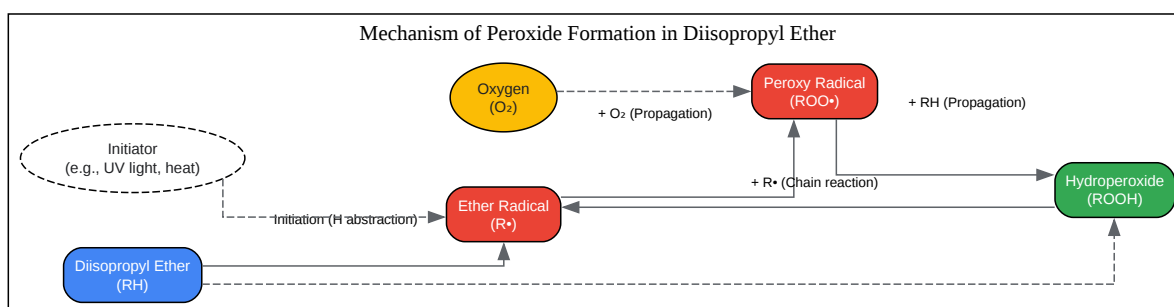 Mechanism of Peroxide Formation in Diisopropyl Ether
Oxygen
(O₂)
Peroxy Radical
(ROO•)
+ O₂ (Propagation)
+ RH (Propagation)
Initiator
(e.g., UV light, heat)
Hydroperoxide
(ROOH)
+ R• (Chain reaction)
Ether Radical
(R•)
Initiation (H abstraction)
Diisopropyl Ether
(RH)